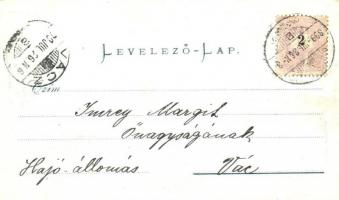 LEVELEZŐ-LAP.
2
VÁCZ
Czim
Imrey Margit
Őnagyságának
Hajó-állomás Vác